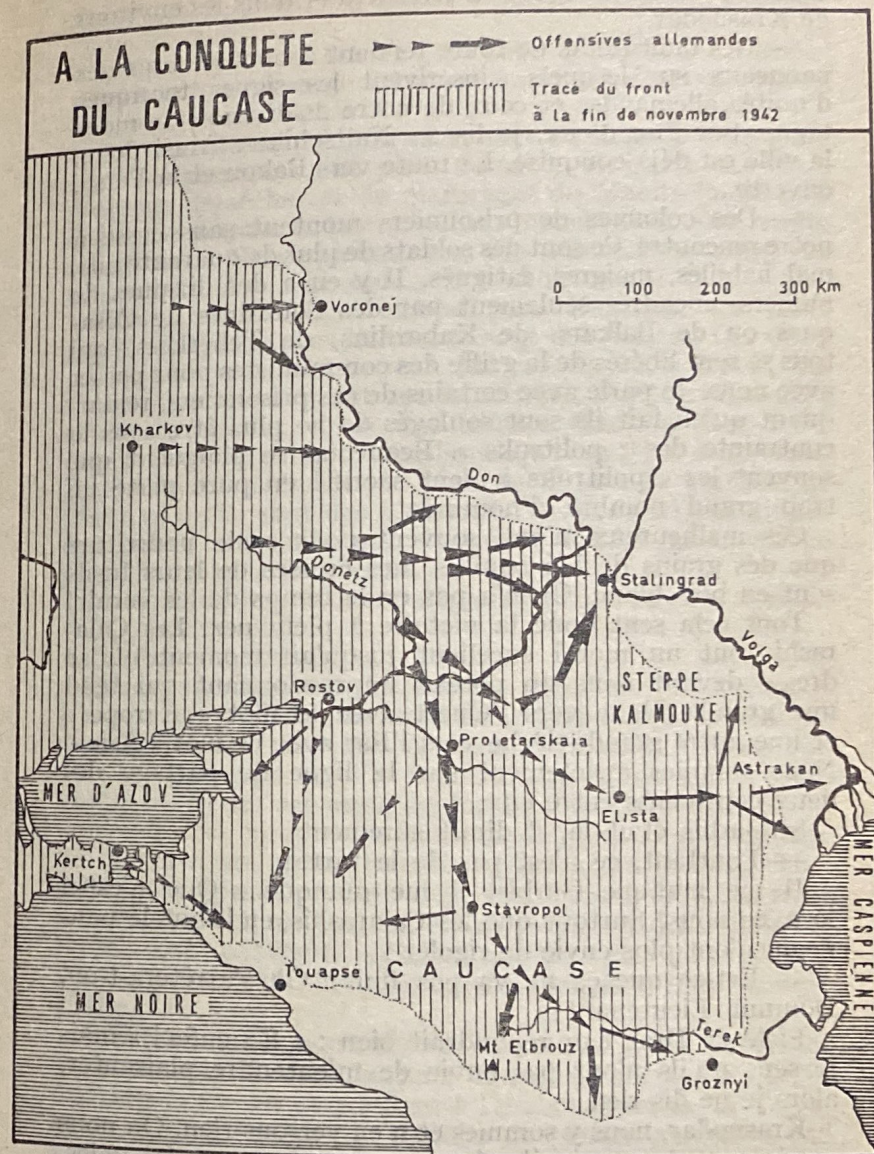 A LA CONQUETE
DU CAUCASE
Offensives allemandes
Tracé du front
à la fin de novembre 1942
0 100 200 300 km
Voronej
Kharkov
Don
Donetz
Stalingrad
Volga
STEPPE
KALMOUKE
Rostov
Proletarskaia
Astrakan
MER D'AZOV
Elista
Kertch
MER CASPIENNE
Stavropol
Touapsé
CAUCASE
MER NOIRE
Terek
Mt Elbrouz
Groznyi